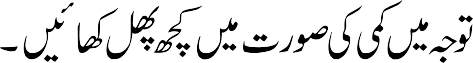 توجہ میں کمی کی صورت میں کچھ پھل کھائیں ۔